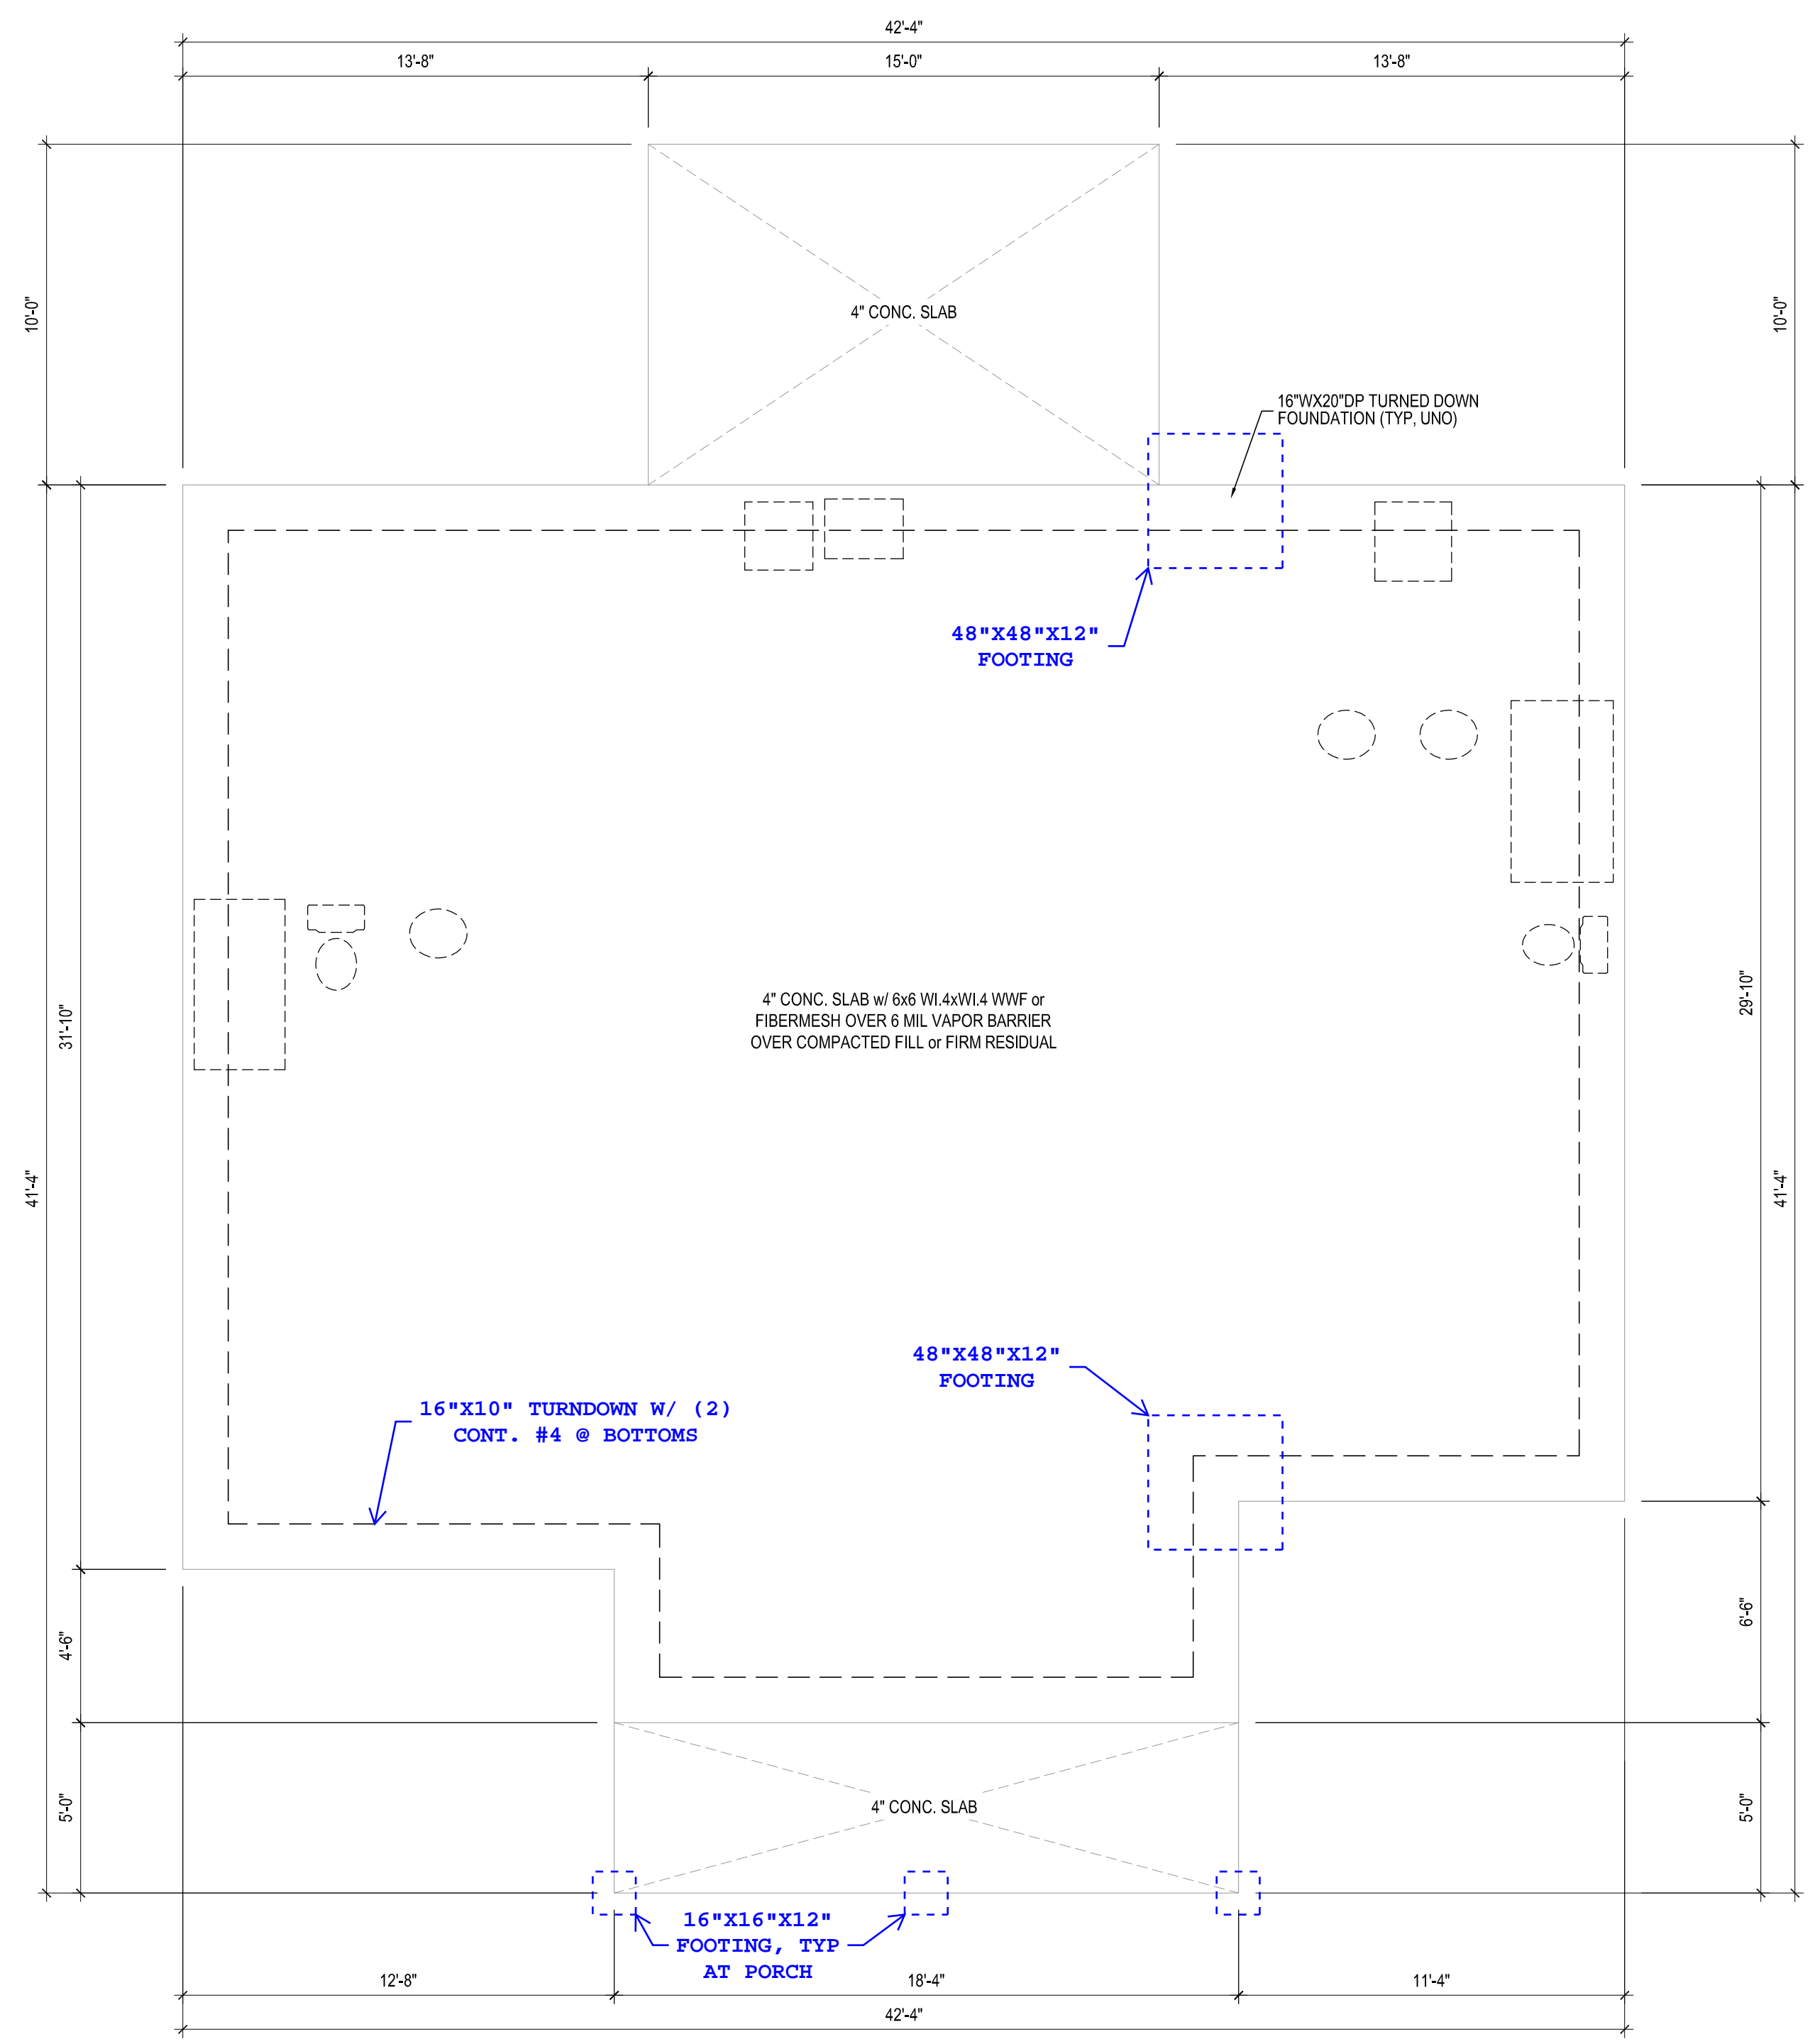 42'-4"
13'-8"
15'-0"
13'-8"
10'-0"
10'-0"
4" CONC. SLAB
16"WX20"DP TURNED DOWN
FOUNDATION (TYP, UNO)
48"X48"X12"
FOOTING
4" CONC. SLAB w/ 6x6 WI.4xWI.4 WWF or
FIBERMESH OVER 6 MIL VAPOR BARRIER
OVER COMPACTED FILL or FIRM RESIDUAL
31'-10"
29'-10"
41'-4"
41'-4"
48"X48"X12"
FOOTING
16"X10" TURNDOWN W/ (2)
CONT. #4 @ BOTTOMS
4'-6"
6'-6"
5'-0"
5'-0"
4" CONC. SLAB
16"X16"X12"
FOOTING, TYP
AT PORCH
12'-8"
18'-4"
11'-4"
42'-4"